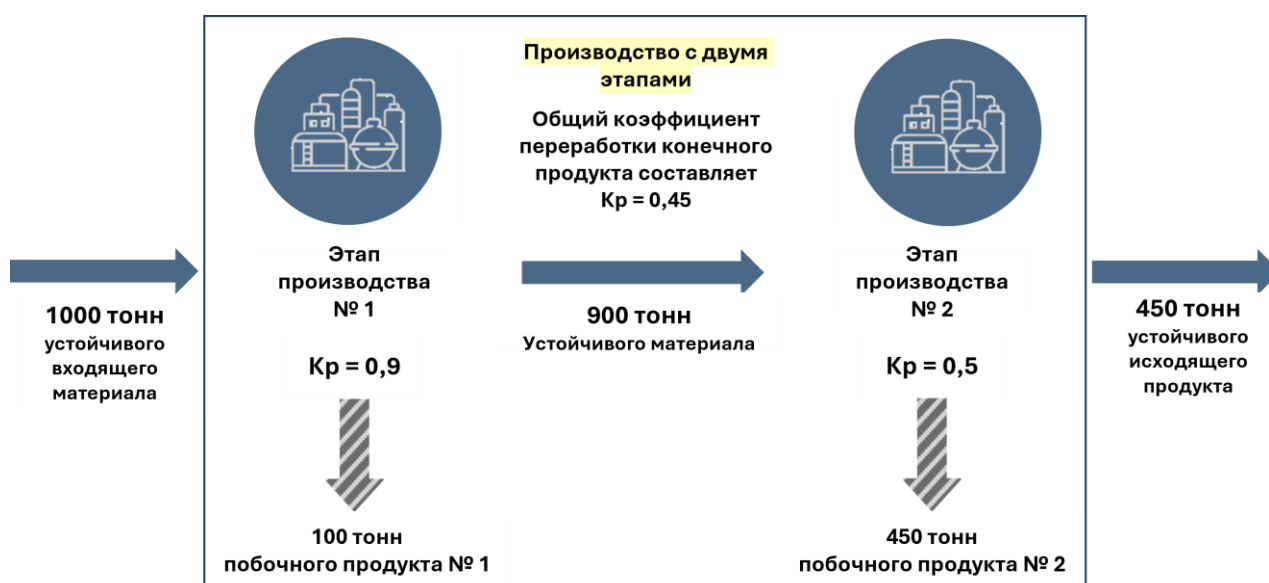 Производство с двумя
этапами
Общий коэффициент
переработки конечного
продукта составляет
Кр = 0,45
1000 тонн
устойчивого
входящего
материала
Этап
производства
№ 1
Кр = 0,9
100 тонн
побочного продукта № 1
900 тонн
Устойчивого материала
Этап
производства
№ 2
Кр = 0,5
450 тонн
побочного продукта № 2
450 тонн
устойчивого
исходящего
продукта